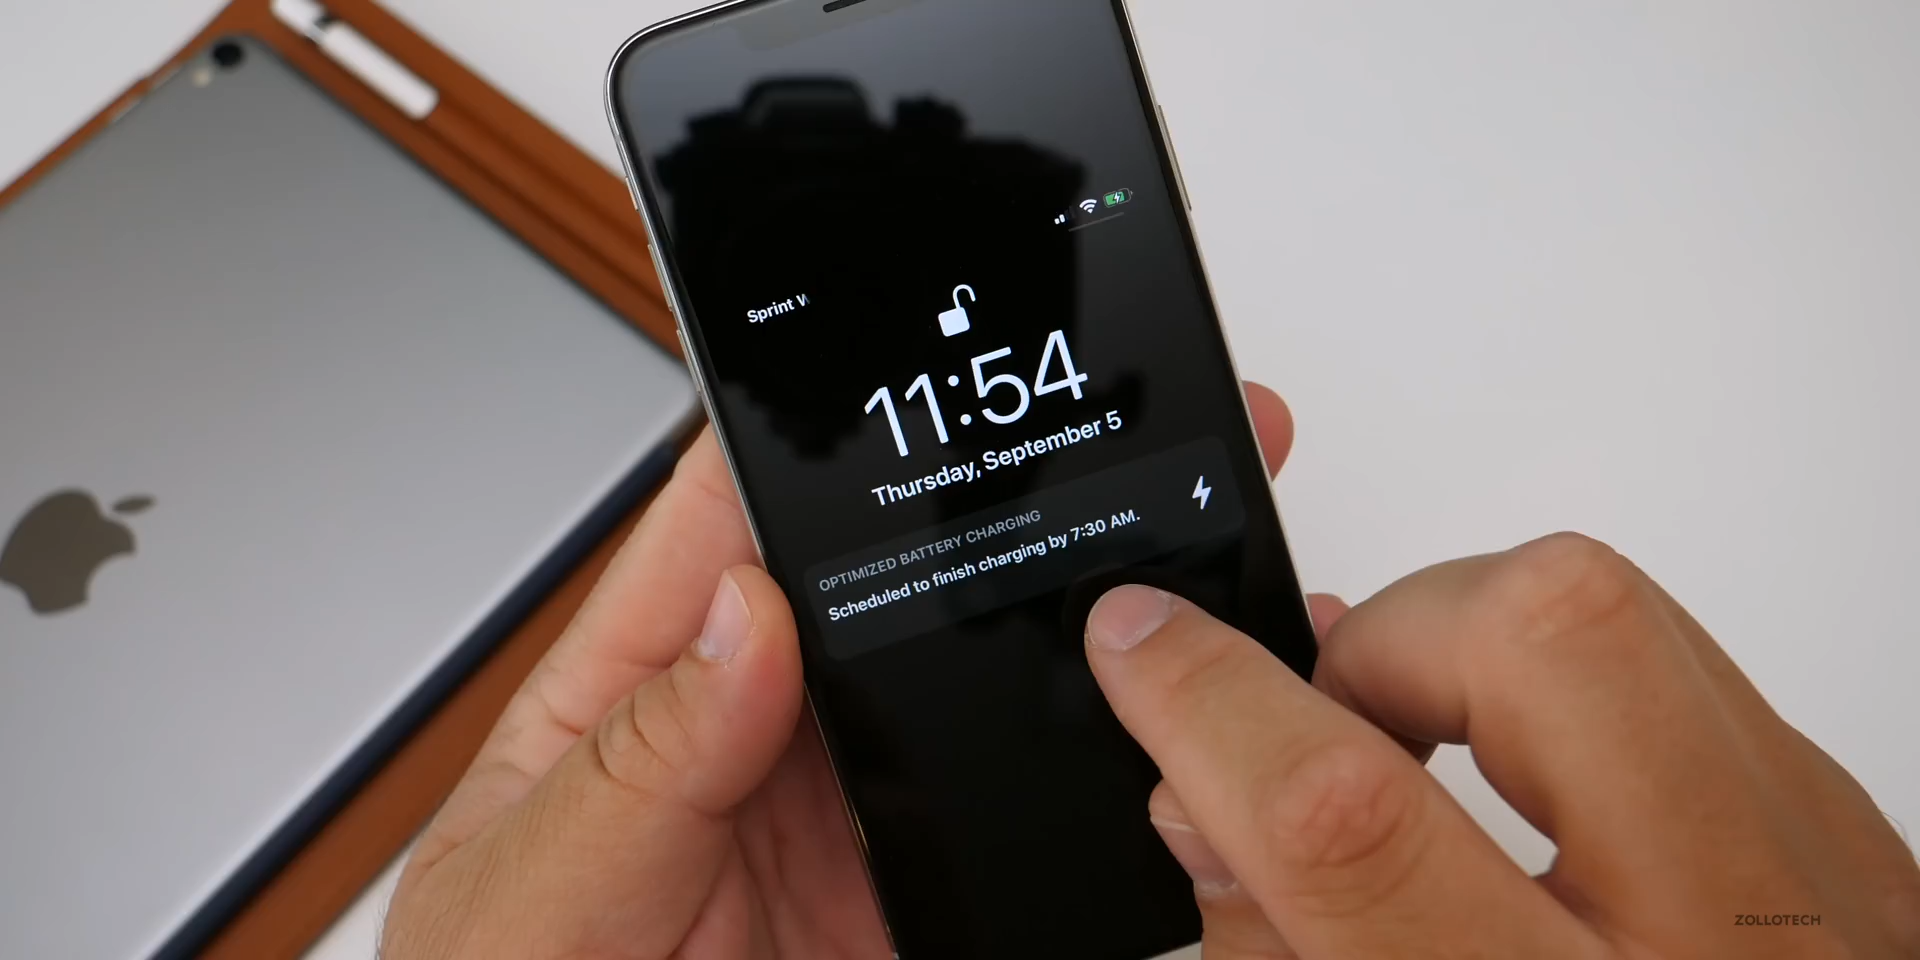 Sprint
11:54
Thursday, September 5
OPTIMIZED BATTERY CHARGING
Scheduled to finish charging by 7:30 AM.
ZOLLOTECH